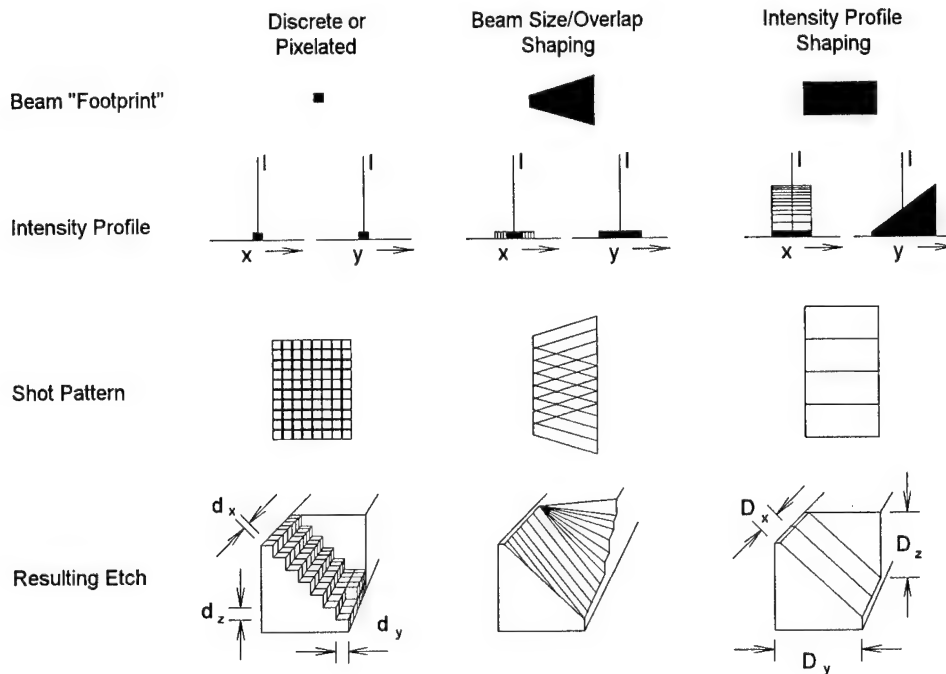 Discrete or
Pixelated
Beam Size/Overlap
Shaping
Intensity Profile
Shaping
Beam "Footprint"
Intensity Profile
I
I
I
I
I
I
x
y
x
y
x
y
Shot Pattern
Resulting Etch
d x
d z
d y
D x
D z
D y